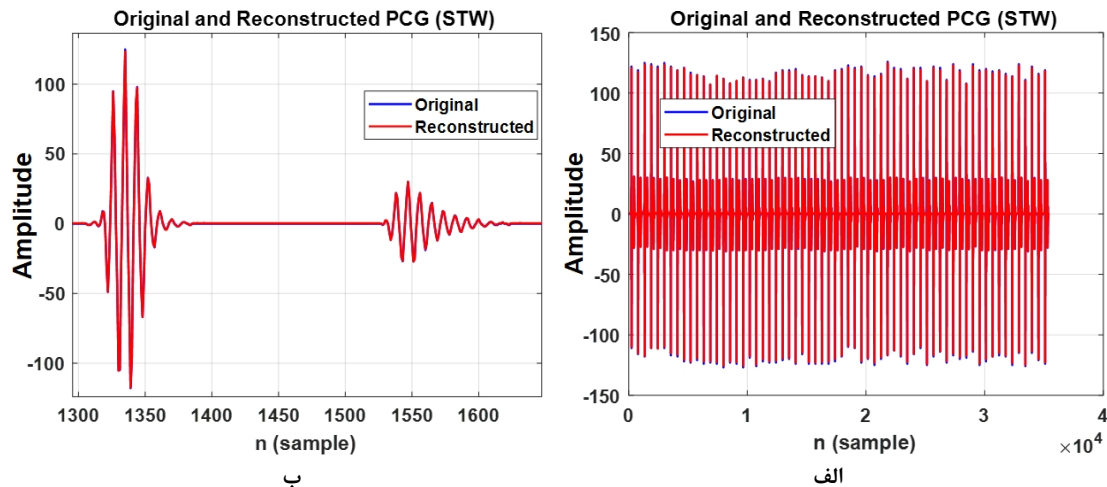 Original and Reconstructed PCG (STW)
Amplitude
100
50
0
-50
-100
Original
Reconstructed
1300
1350
1400
1450
1500
1550
1600
n (sample)
ب
Original and Reconstructed PCG (STW)
Amplitude
150
100
50
0
-50
-100
-150
Original
Reconstructed
0
1
2
3
4
n (sample)
×10⁴
الف